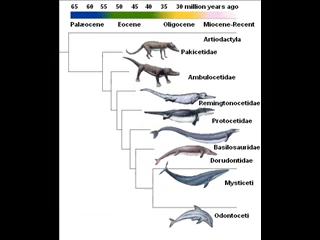 65 60 55 50 45 40 35 30 million years ago
Palæocene Eocene Oligocene Miocene-Recent
Artiodactyla
Pakicetidae
Ambulocetidae
Remingtonocetidae
Protocetidae
Basilosauridae
Dorudontidae
Mysticeti
Odontoceti